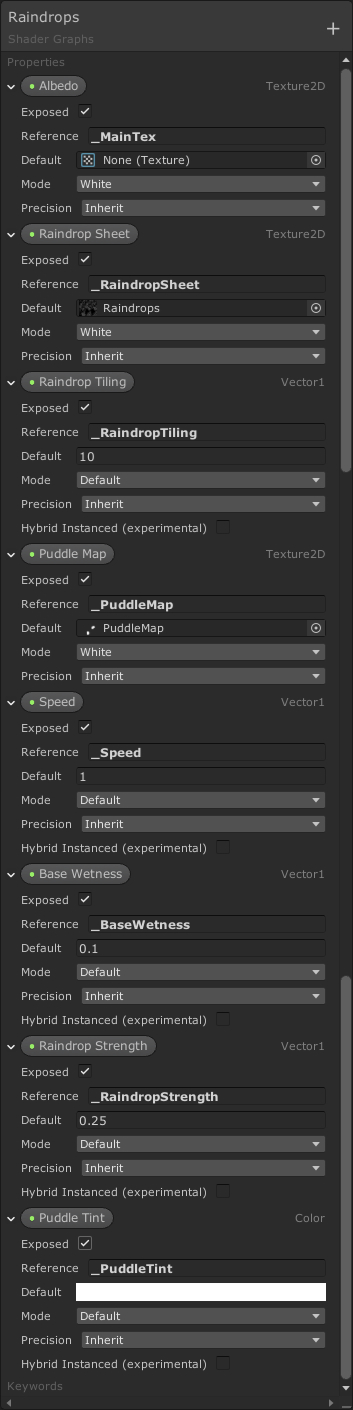 Raindrops
Shader Graphs
+
Properties
Albedo Texture2D
Exposed
Reference _MainTex
Default None (Texture)
Mode White
Precision Inherit
Raindrop Sheet Texture2D
Exposed
Reference _RaindropSheet
Default Raindrops
Mode White
Precision Inherit
Raindrop Tiling Vector1
Exposed
Reference _RaindropTiling
Default 10
Mode Default
Precision Inherit
Hybrid Instanced (experimental)
Puddle Map Texture2D
Exposed
Reference _PuddleMap
Default PuddleMap
Mode White
Precision Inherit
Speed Vector1
Exposed
Reference _Speed
Default 1
Mode Default
Precision Inherit
Hybrid Instanced (experimental)
Base Wetness Vector1
Exposed
Reference _BaseWetness
Default 0.1
Mode Default
Precision Inherit
Hybrid Instanced (experimental)
Raindrop Strength Vector1
Exposed
Reference _RaindropStrength
Default 0.25
Mode Default
Precision Inherit
Hybrid Instanced (experimental)
Puddle Tint Color
Exposed
Reference _PuddleTint
Default
Mode Default
Precision Inherit
Hybrid Instanced (experimental)
Keywords